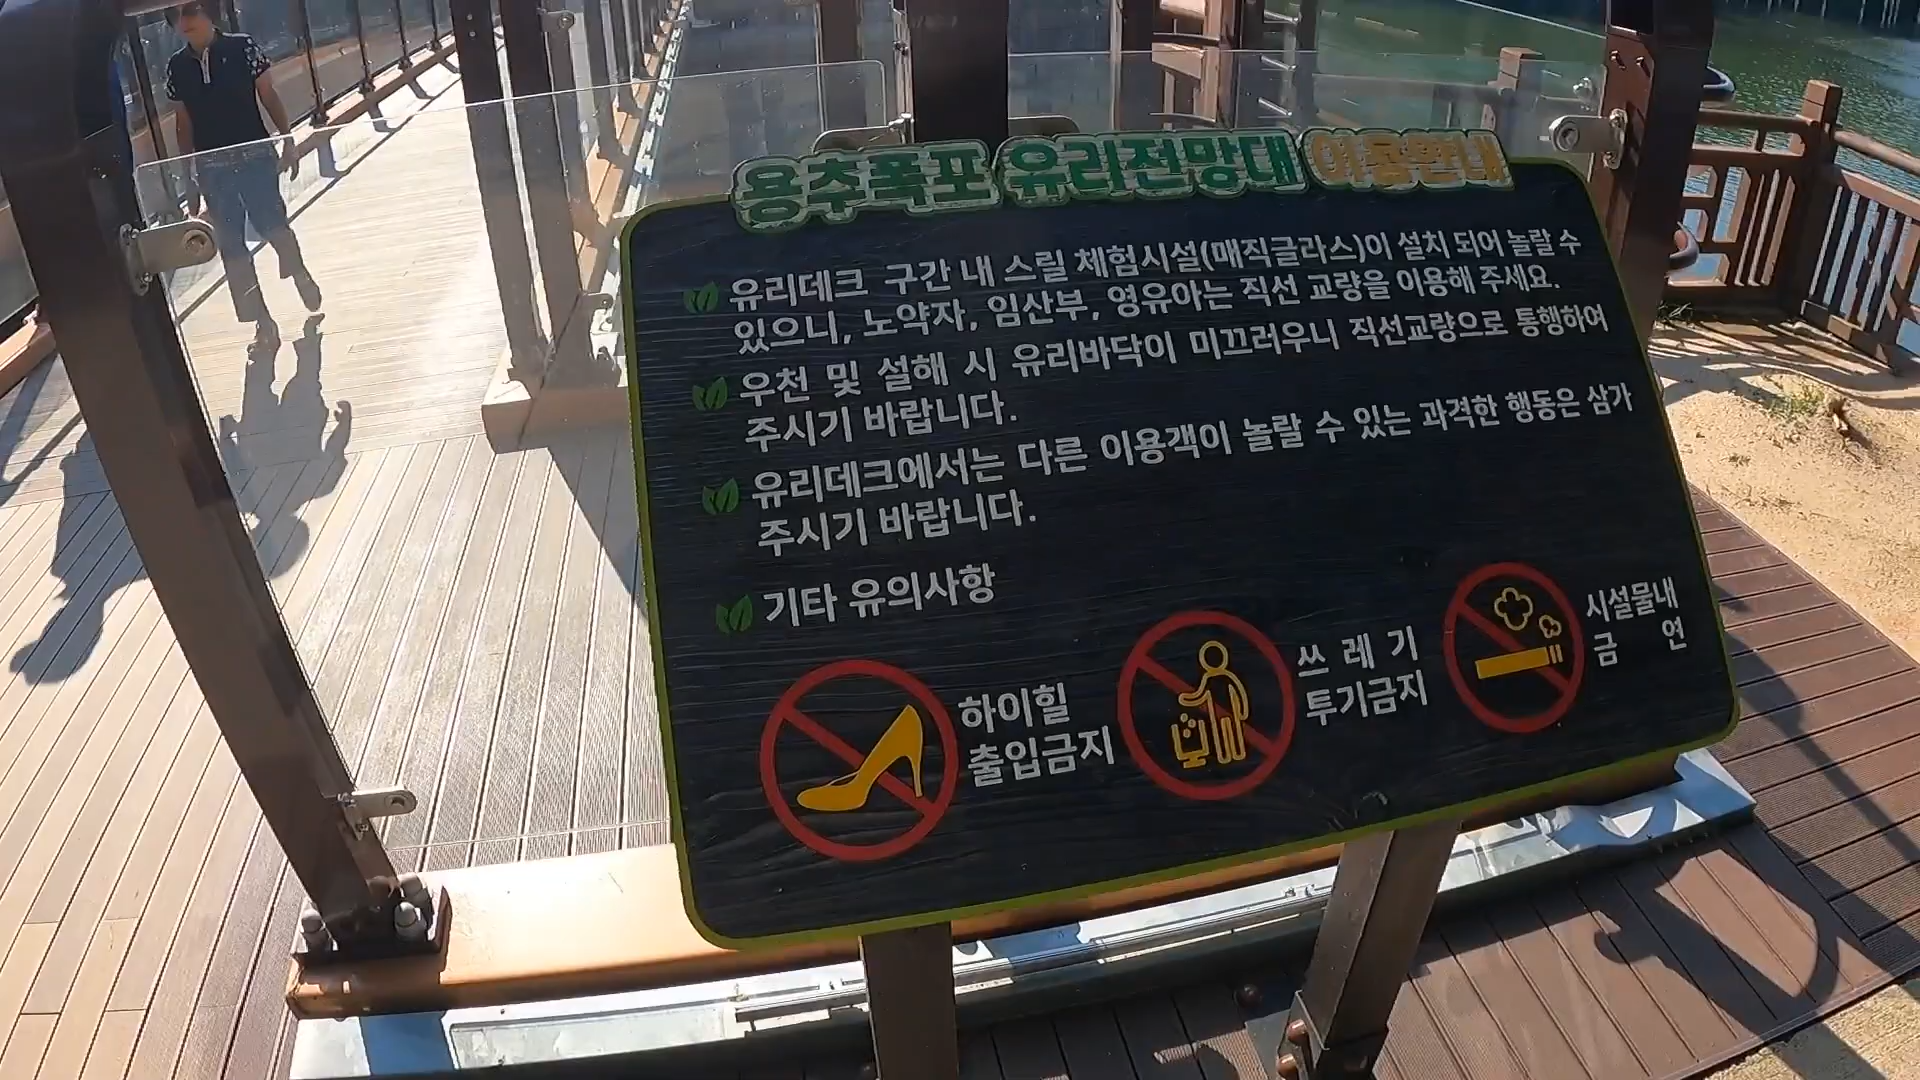 용추폭포 유리전망대 이용안내
유리데크 구간 내 스릴 체험시설(매직글라스)이 설치 되어 놀랄 수
있으니, 노약자, 임산부, 영유아는 직선 교량을 이용해 주세요.
우천 및 설해 시 유리바닥이 미끄러우니 직선교량으로 통행하여
주시기 바랍니다.
유리데크에서는 다른 이용객이 놀랄 수 있는 과격한 행동은 삼가
주시기 바랍니다.
기타 유의사항
하이힐
출입금지
쓰 레 기
투기금지
시설물내
금 연